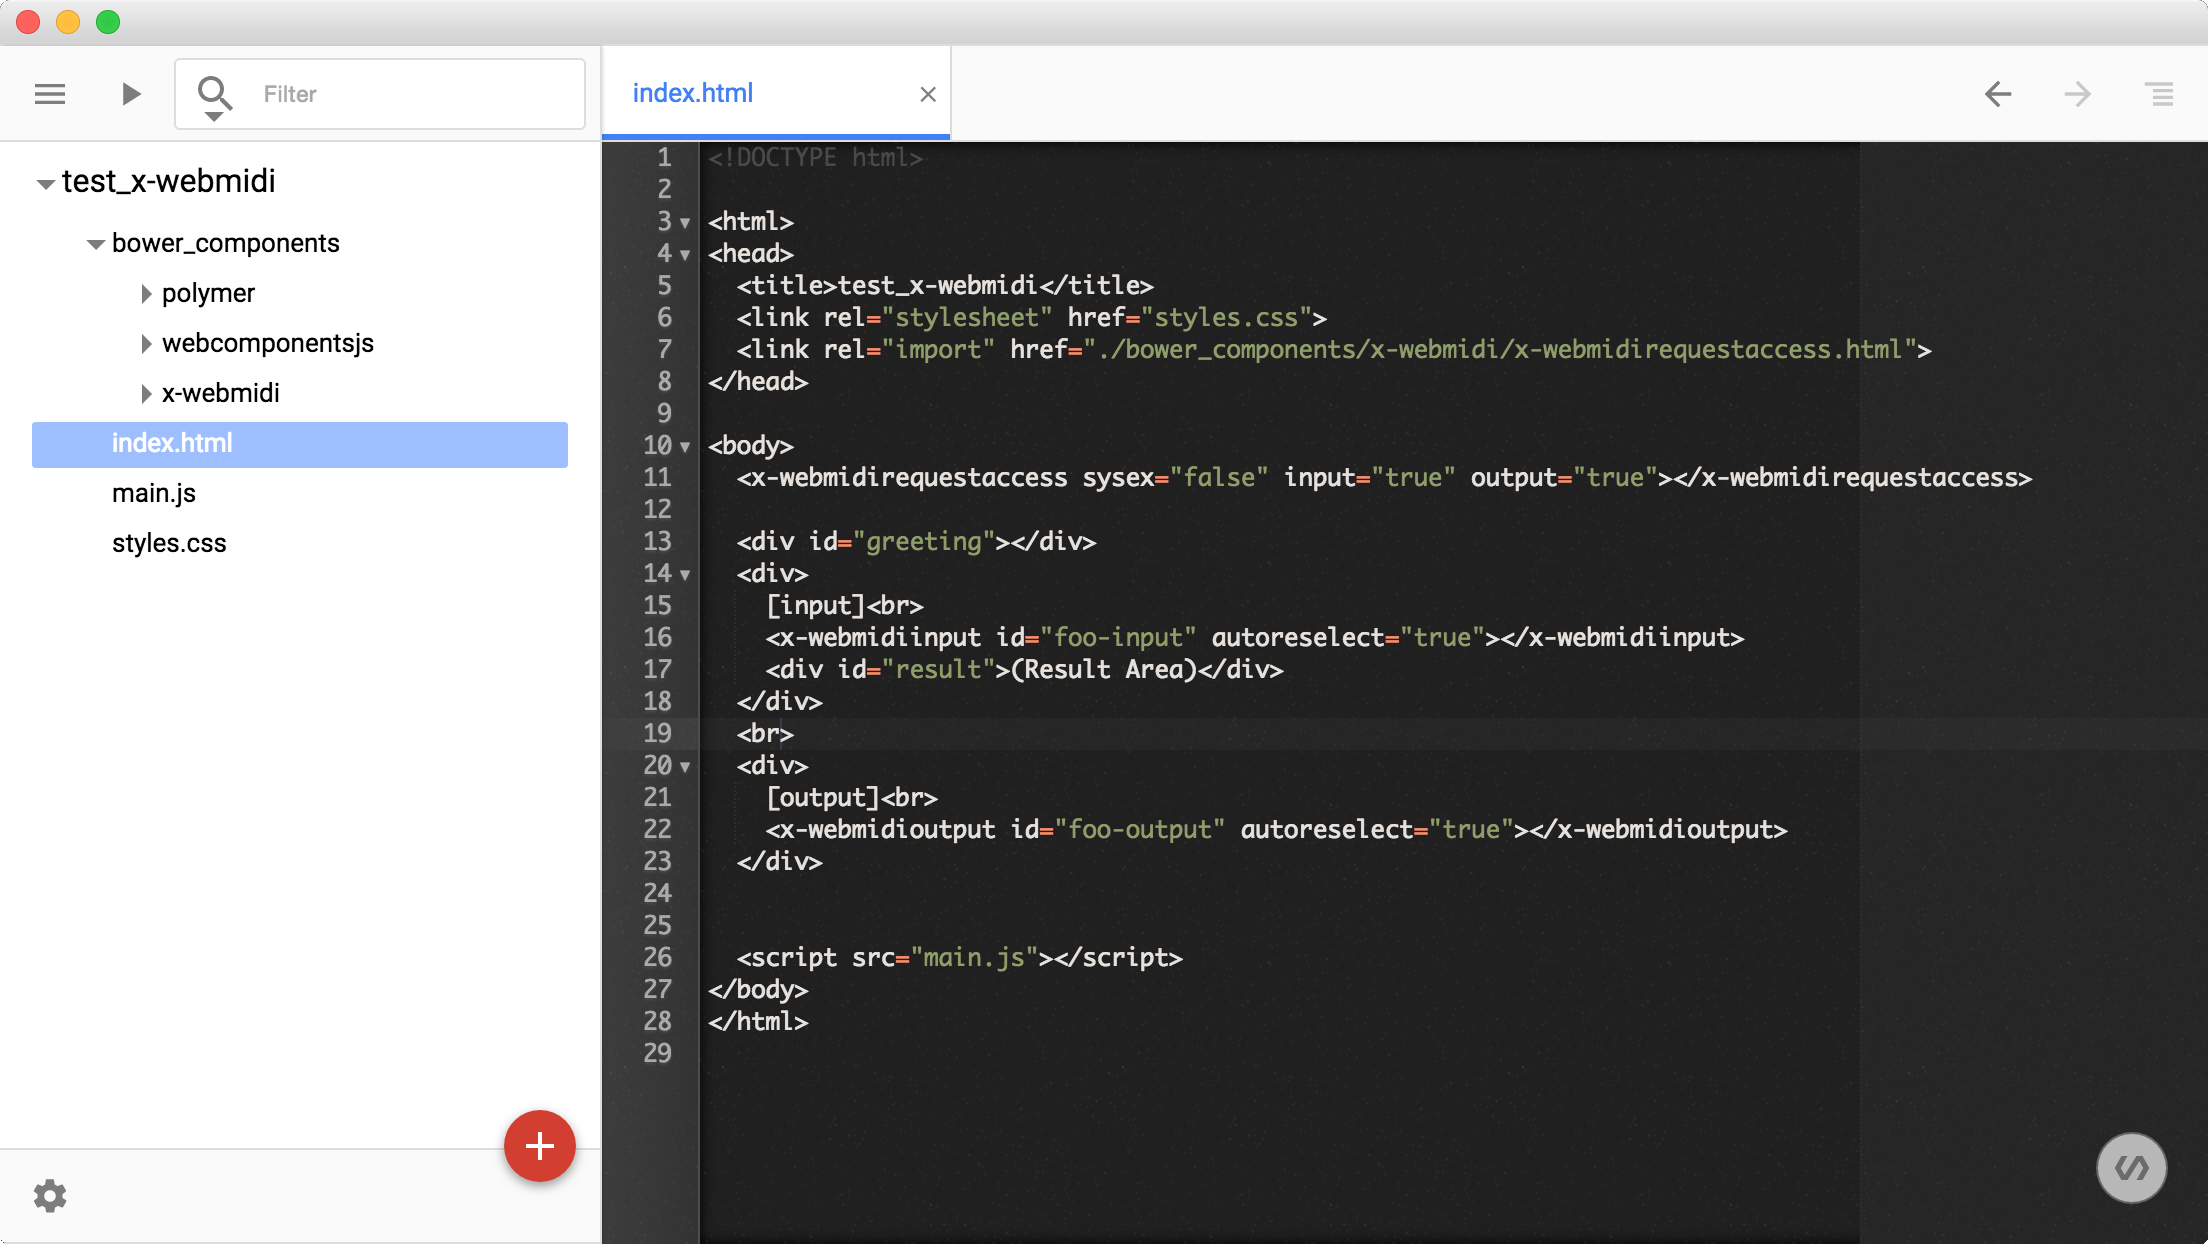 Filter
index.html
test_x-webmidi
bower_components
polymer
webcomponentsjs
x-webmidi
index.html
main.js
styles.css
1 <!DOCTYPE html>
2
3 <html>
4 <head>
5 <title>test_x-webmidi</title>
6 <link rel="stylesheet" href="styles.css">
7 <link rel="import" href="./bower_components/x-webmidi/x-webmidirequestaccess.html">
8 </head>
9
10 <body>
11 <x-webmidirequestaccess sysex="false" input="true" output="true"></x-webmidirequestaccess>
12
13 <div id="greeting"></div>
14 <div>
15 [input]<br>
16 <x-webmidiinput id="foo-input" autoreselect="true"></x-webmidiinput>
17 <div id="result">(Result Area)</div>
18 </div>
19 <br>
20 <div>
21 [output]<br>
22 <x-webmidioutput id="foo-output" autoreselect="true"></x-webmidioutput>
23 </div>
24
25
26 <script src="main.js"></script>
27 </body>
28 </html>
29